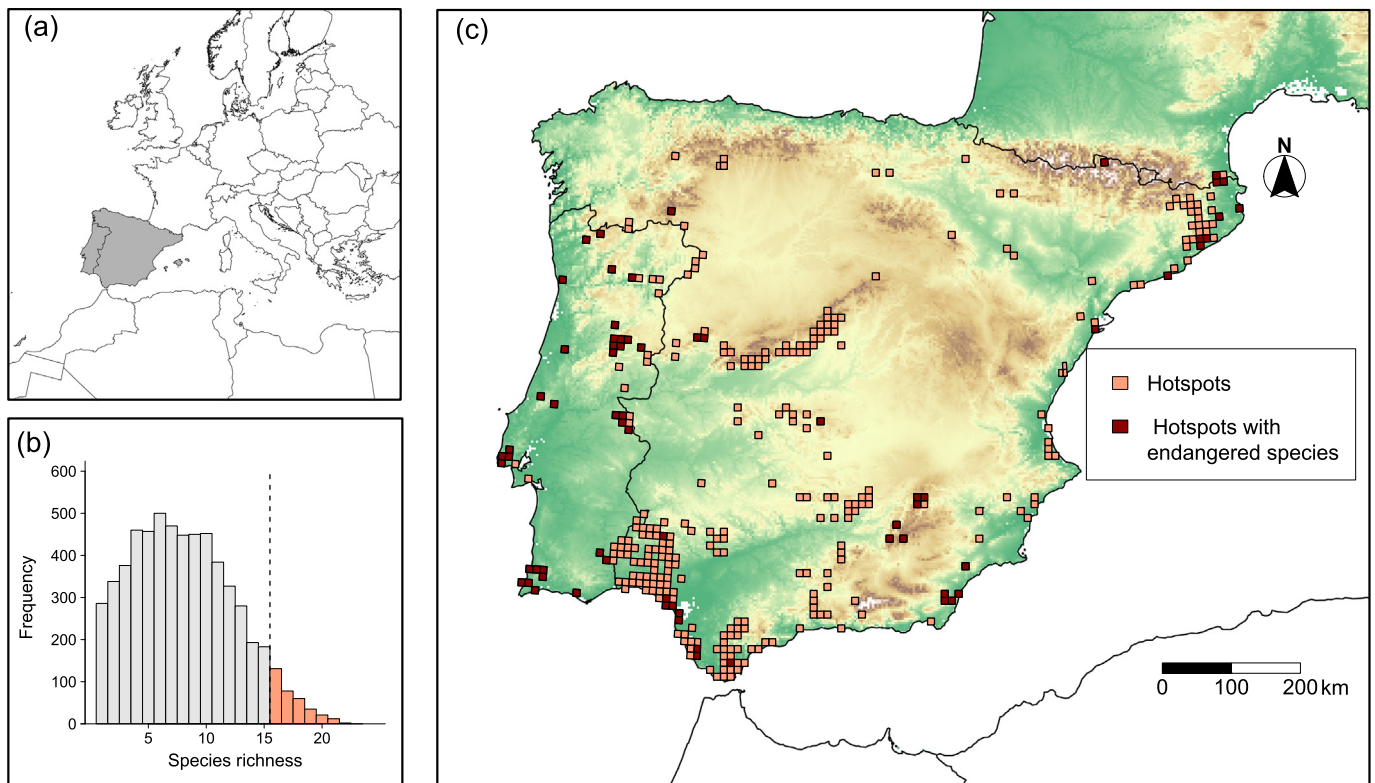 (a)
(b)
600
500
400
300
200
100
0
Frequency
5
10
15
20
Species richness
(c)
N
Hotspots
Hotspots with
endangered species
0
100
200 km